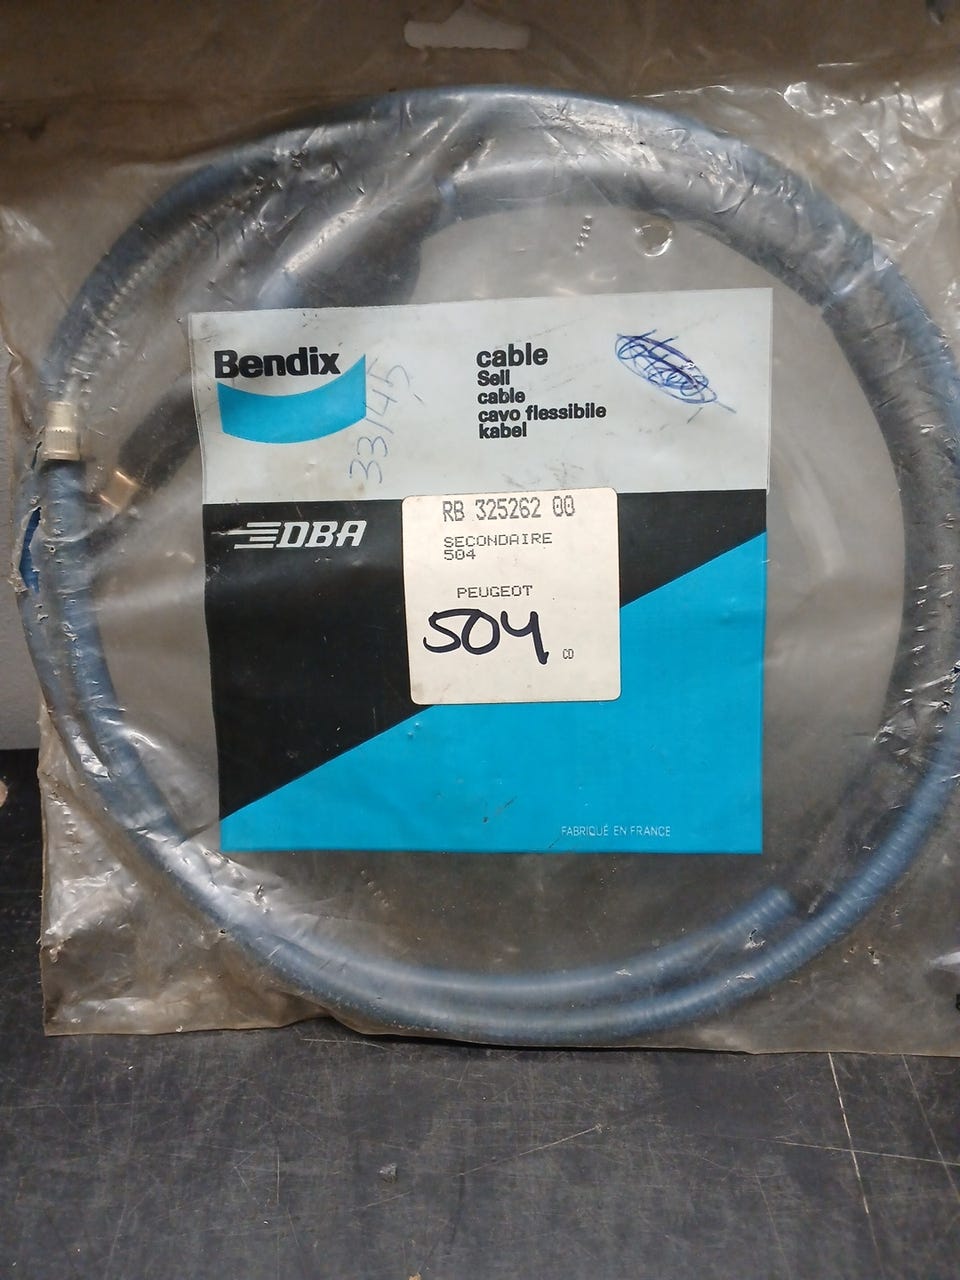 Bendix
cable
Seil
cable
cavo flessibile
kabel
33/45
DBA
RB 325262 00
SECONDAIRE
504
PEUGEOT
504
CD
FABRIQUÉ EN FRANCE